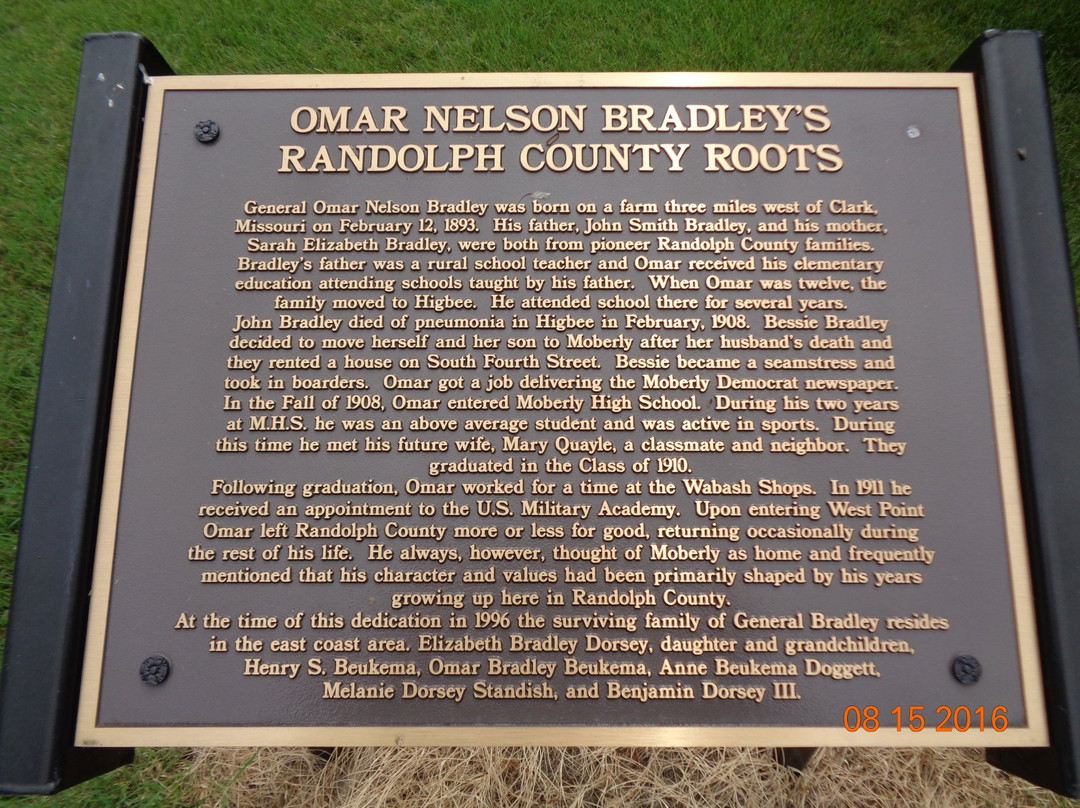 OMAR NELSON BRADLEY'S
RANDOLPH COUNTY ROOTS
General Omar Nelson Bradley was born on a farm three miles west of Clark,
Missouri on February 12, 1893. His father, John Smith Bradley, and his mother,
Sarah Elizabeth Bradley, were both from pioneer Randolph County families.
Bradley's father was a rural school teacher and Omar received his elementary
education attending schools taught by his father. When Omar was twelve, the
family moved to Higbee. He attended school there for several years.
John Bradley died of pneumonia in Higbee in February, 1908. Bessie Bradley
decided to move herself and her son to Moberly after her husband's death and
they rented a house on South Fourth Street. Bessie became a seamstress and
took in boarders. Omar got a job delivering the Moberly Democrat newspaper.
In the Fall of 1908, Omar entered Moberly High School. During his two years
at M.H.S. he was an above average student and was active in sports. During
this time he met his future wife, Mary Quayle, a classmate and neighbor. They
graduated in the Class of 1910.
Following graduation, Omar worked for a time at the Wabash Shops. In 1911 he
received an appointment to the U.S. Military Academy. Upon entering West Point
Omar left Randolph County more or less for good, returning occasionally during
the rest of his life. He always, however, thought of Moberly as home and frequently
mentioned that his character and values had been primarily shaped by his years
growing up here in Randolph County.
At the time of this dedication in 1996 the surviving family of General Bradley resides
in the east coast area. Elizabeth Bradley Dorsey, daughter and grandchildren,
Henry S. Beukema, Omar Bradley Beukema, Anne Beukema Doggett,
Melanie Dorsey Standish, and Benjamin Dorsey III.
08 15 2016